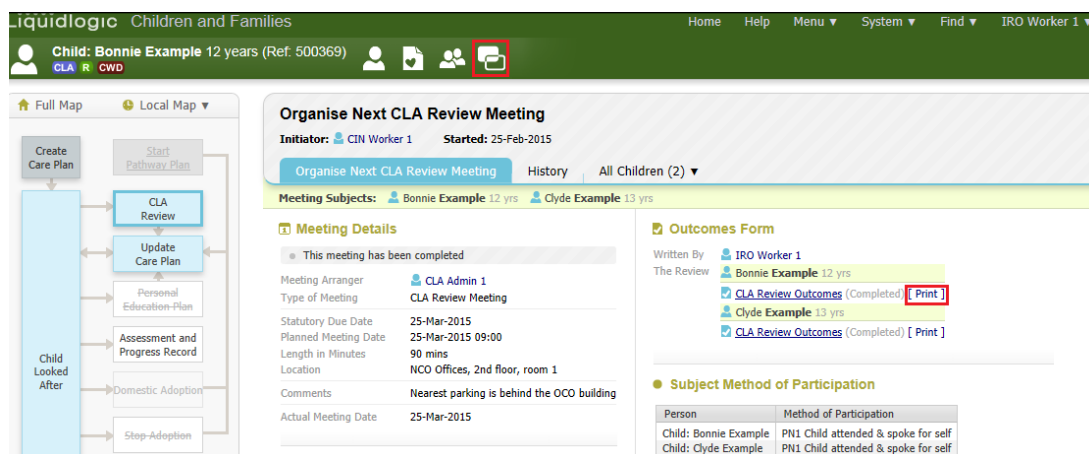 Liquidlogic Children and Families
Home Help Menu ▼ System ▼ Find ▼ IRO Worker 1
Child: Bonnie Example 12 years (Ref: 500369)
CLA R CWD
Full Map Local Map ▼
Create Care Plan
Start Pathway Plan
CLA Review
Update Care Plan
Personal Education Plan
Assessment and Progress Record
Child Looked After
Domestic Adoption
Stop Adoption
Organise Next CLA Review Meeting
Initiator: CIN Worker 1 Started: 25-Feb-2015
Organise Next CLA Review Meeting History All Children (2) ▼
Meeting Subjects: Bonnie Example 12 yrs Clyde Example 13 yrs
Meeting Details
This meeting has been completed
Meeting Arranger CLA Admin 1
Type of Meeting CLA Review Meeting
Statutory Due Date 25-Mar-2015
Planned Meeting Date 25-Mar-2015 09:00
Length in Minutes 90 mins
Location NCO Offices, 2nd floor, room 1
Comments Nearest parking is behind the OCO building
Actual Meeting Date 25-Mar-2015
Outcomes Form
Written By IRO Worker 1
The Review Bonnie Example 12 yrs
CLA Review Outcomes (Completed) [ Print ]
Clyde Example 13 yrs
CLA Review Outcomes (Completed) [ Print ]
Subject Method of Participation
Person Method of Participation
Child: Bonnie Example PN1 Child attended & spoke for self
Child: Clyde Example PN1 Child attended & spoke for self